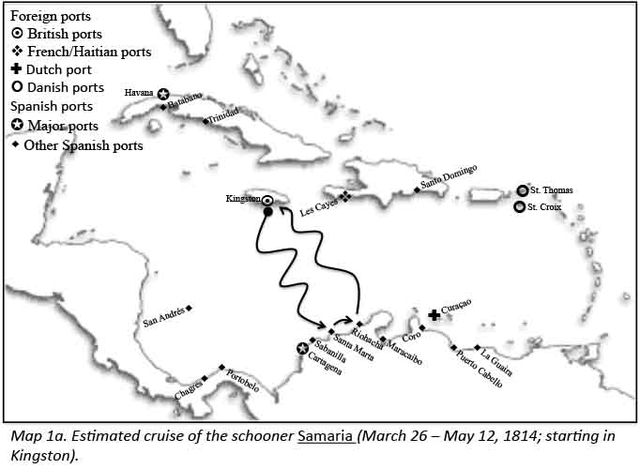 Foreign ports
British ports
French/Haitian ports
Dutch port
Danish ports
Spanish ports
Major ports
Other Spanish ports
Havana
Batabano
Trinidad
Kingston
Les Cayes
Santo Domingo
St. Thomas
St. Croix
San Andrés
Chagres
Portobelo
Cartagena
Sabanilla
Santa Marta
Riohacha
Maracaibo
Coro
Curaçao
Puerto Cabello
La Guaira
Map 1a. Estimated cruise of the schooner Samaria (March 26 – May 12, 1814; starting in
Kingston).